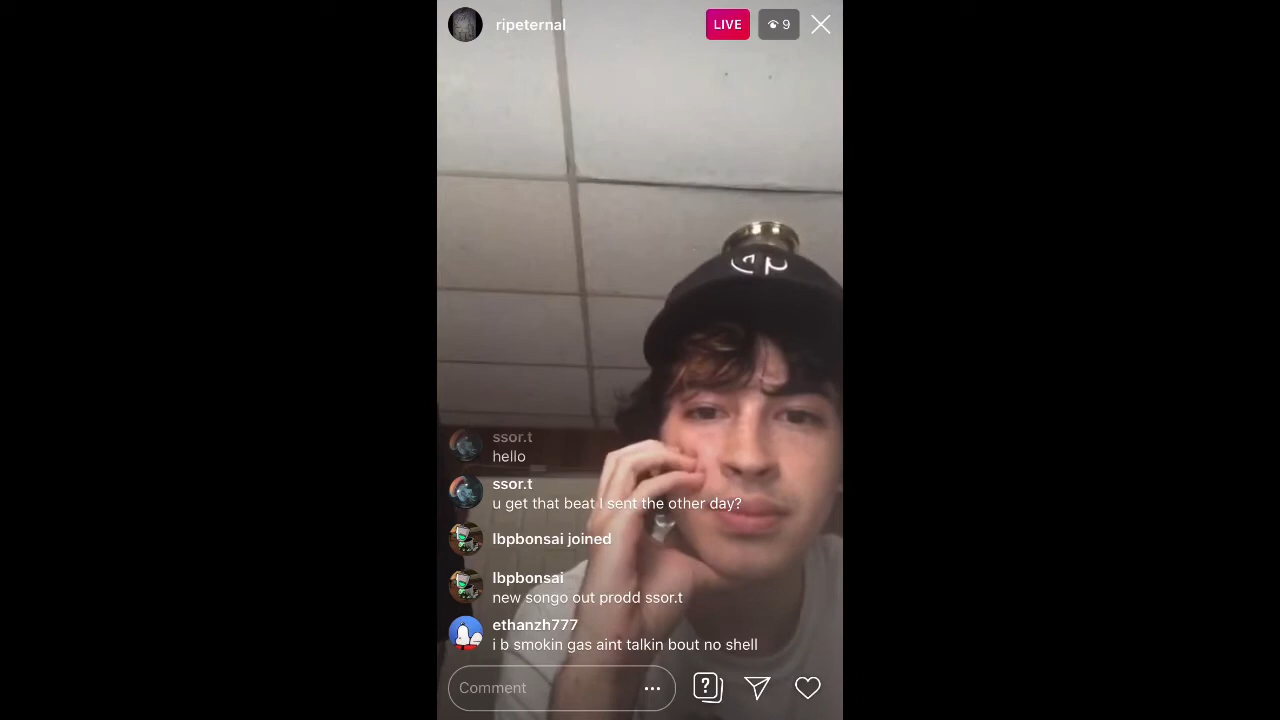 ripeternal
LIVE
9
ssor.t
hello
ssor.t
u get that beat I sent the other day?
lbpbonsai joined
lbpbonsai
new songo out prodd ssor.t
ethanzh777
i b smokin gas aint talkin bout no shell
Comment